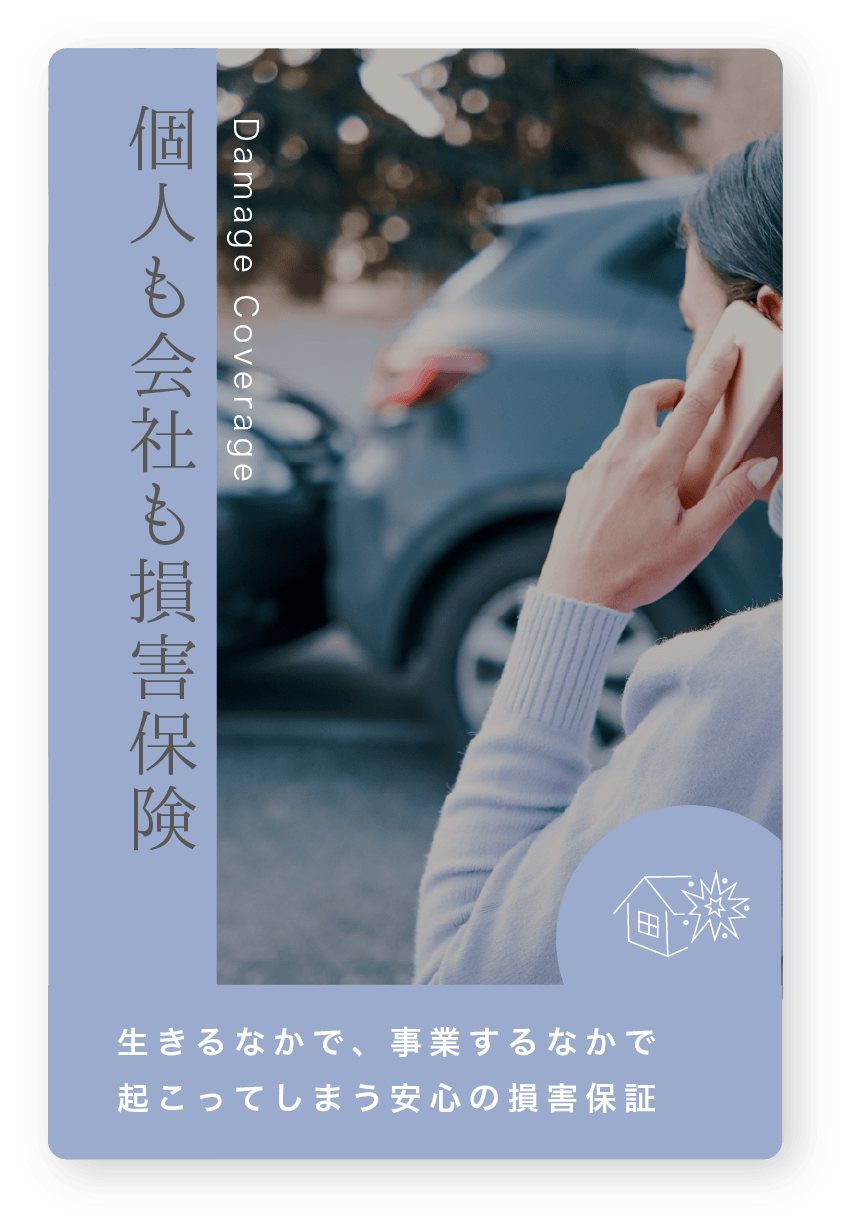 個人も会社も損害保険
Damage Coverage
生きるなかで、事業するなかで
起こってしまう安心の損害保証